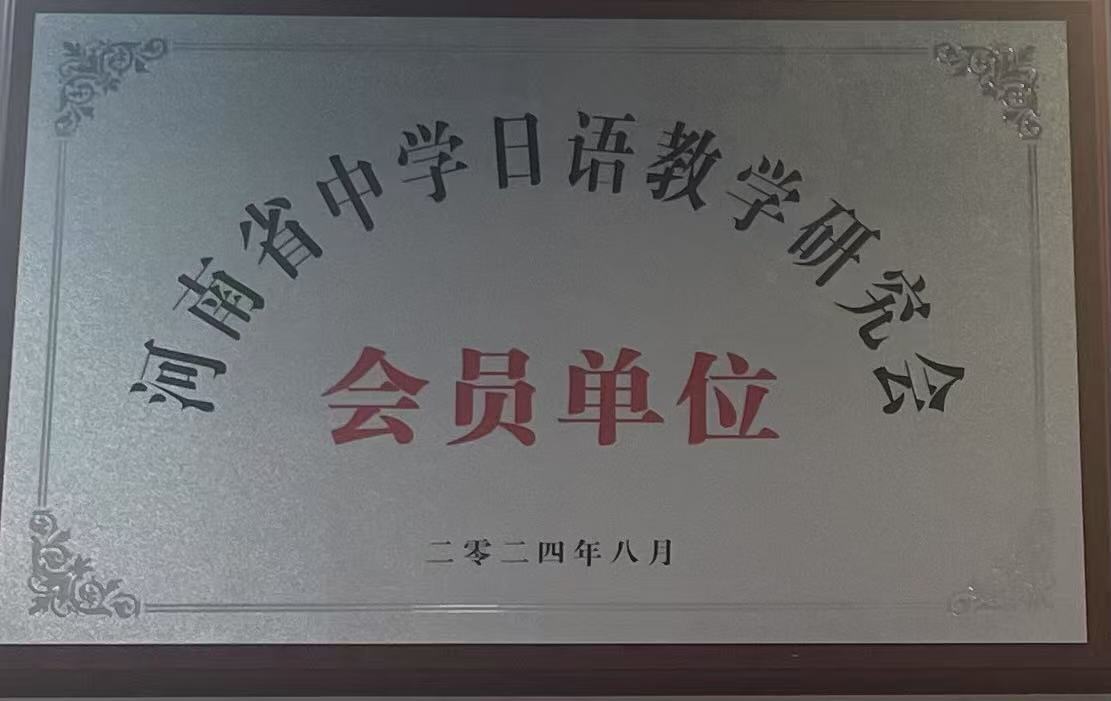 河南省中学日语教学研究会
会员单位
二零二四年八月